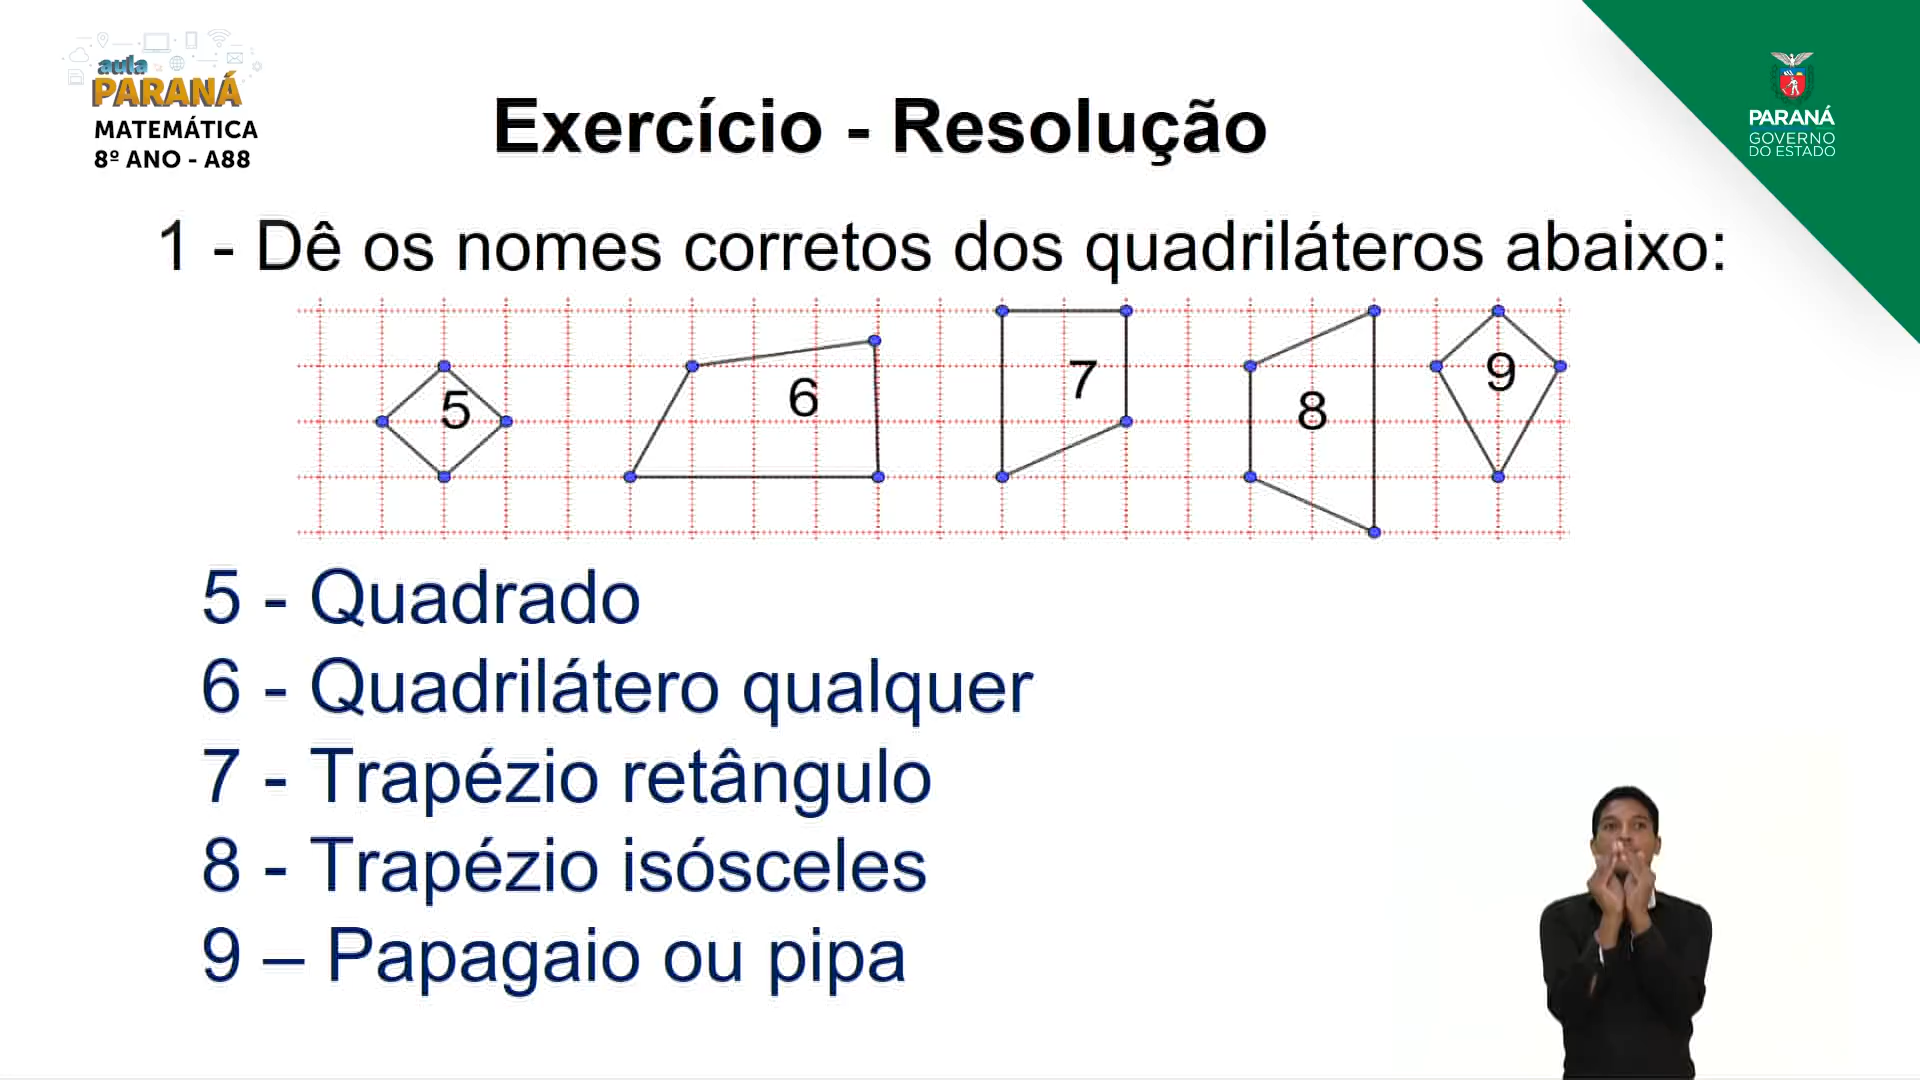 aula
PARANÁ
MATEMÁTICA
8º ANO - A88
Exercício - Resolução
PARANÁ
GOVERNO
DO ESTADO
1 - Dê os nomes corretos dos quadriláteros abaixo:
5 6 7 8 9
5 - Quadrado
6 - Quadrilátero qualquer
7 - Trapézio retângulo
8 - Trapézio isósceles
9 – Papagaio ou pipa